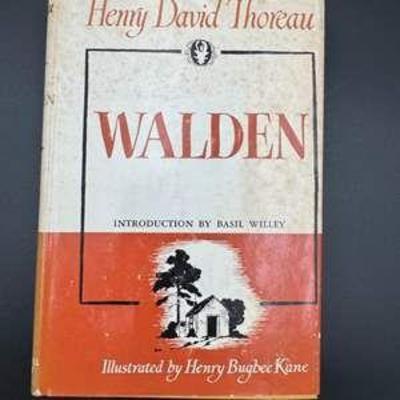 Henry David Thoreau
WALDEN
INTRODUCTION BY BASIL WILLEY
Illustrated by Henry Bugbee Kane